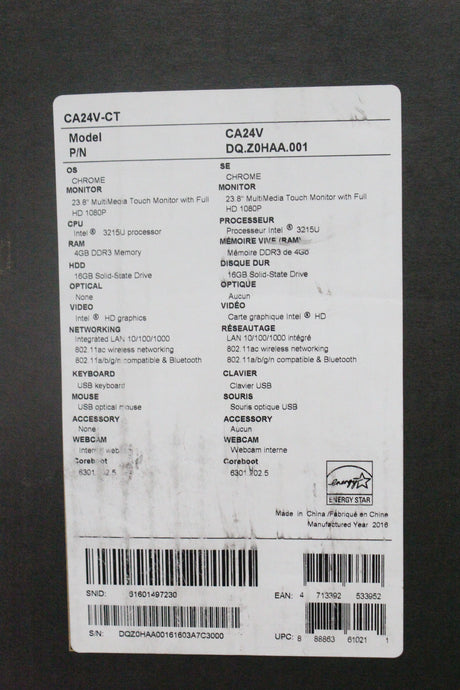 CA24V-CT
Model CA24V
P/N DQ.Z0HAA.001
OS
CHROME
MONITOR
23.8" MultiMedia Touch Monitor with Full
HD 1080P
CPU
Intel ® 3215U processor
RAM
4GB DDR3 Memory
HDD
16GB Solid-State Drive
OPTICAL
None
VIDEO
Intel ® HD graphics
NETWORKING
Integrated LAN 10/100/1000
802.11ac wireless networking
802.11a/b/g/n compatible & Bluetooth
KEYBOARD
USB keyboard
MOUSE
USB optical mouse
ACCESSORY
None
WEBCAM
Coreboot
SE
CHROME
MONITOR
23.8" MultiMedia Touch Monitor with Full
HD 1080P
PROCESSEUR
Processeur Intel ® 3215U
MÉMOIRE VIVE (RAM)
Mémoire DDR3 de 4Go
DISQUE DUR
16GB Solid-State Drive
OPTIQUE
Aucun
VIDÉO
Carte graphique Intel ® HD
RÉSEAUTAGE
LAN 10/100/1000 intégré
802.11ac wireless networking
802.11a/b/g/n compatible & Bluetooth
CLAVIER
Clavier USB
SOURIS
Souris optique USB
ACCESSORY
Aucun
WEBCAM
Webcam interne
Coreboot
energy
ENERGY STAR
Made in China /Fabriqué en Chine
Manufactured Year 2016
SNID: 31601497230
EAN: 4 713392 533952
S/N: DQZ0HAA00161603A7C3000
UPC: 8 88863 61021 1